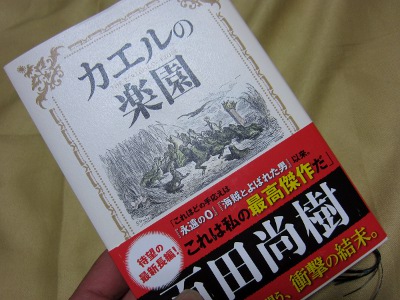 カエルの
楽園
「これほどの手応えは
『永遠の0』『海賊とよばれた男』以来、
これは私の最高傑作だ」
待望の
最新長編!
百田尚樹
衝撃の結末。